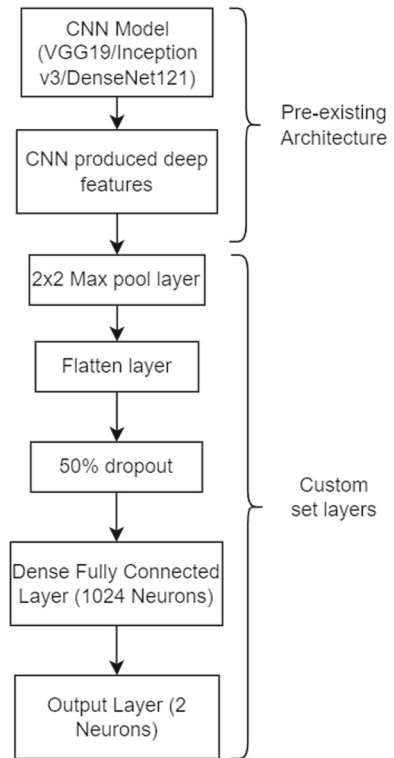 CNN Model
(VGG19/Inception
v3/DenseNet121)
Pre-existing
Architecture
CNN produced deep
features
2x2 Max pool layer
Flatten layer
50% dropout
Custom
set layers
Dense Fully Connected
Layer (1024 Neurons)
Output Layer (2
Neurons)